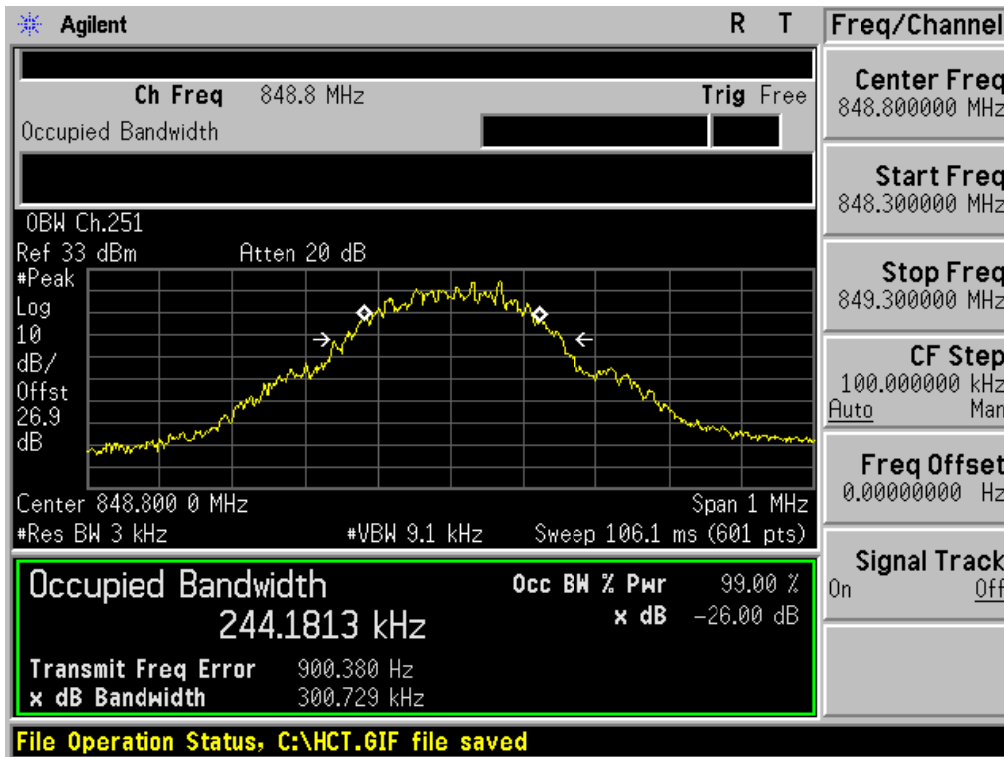 Agilent R T
Ch Freq 848.8 MHz Trig Free
Occupied Bandwidth
OBW Ch.251
Ref 33 dBm Atten 20 dB
#Peak
Log
10
dB/
Offst
26.9
dB
Center 848.800 0 MHz Span 1 MHz
#Res BW 3 kHz #VBW 9.1 kHz Sweep 106.1 ms (601 pts)
Occupied Bandwidth
244.1813 kHz
Occ BW % Pwr 99.00 %
x dB -26.00 dB
Transmit Freq Error 900.380 Hz
x dB Bandwidth 300.729 kHz
File Operation Status, C:\HCT.GIF file saved
Freq/Channel
Center Freq
848.800000 MHz
Start Freq
848.300000 MHz
Stop Freq
849.300000 MHz
CF Step
100.000000 kHz
Auto Man
Freq Offset
0.00000000 Hz
Signal Track
On Off